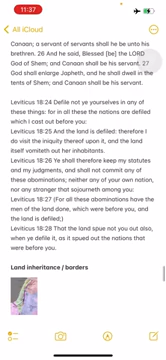 All iCloud
Canaan; a servant of servants shall he be unto his
brethren. 26 And he said, Blessed [be] the LORD
God of Shem; and Canaan shall be his servant. 27
God shall enlarge Japheth, and he shall dwell in the
tents of Shem; and Canaan shall be his servant.
Leviticus 18:24 Defile not ye yourselves in any of these
things: for in all these the nations are defiled which
I cast out before you:
Leviticus 18:25 And the land is defiled: therefore I do
visit the iniquity thereof upon it, and the land
itself vomiteth out her inhabitants.
Leviticus 18:26 Ye shall therefore keep my statutes
and my judgments, and shall not commit any of
these abominations; neither any of your own
nation, nor any stranger that sojourneth among
you:
Leviticus 18:27 (For all these abominations have the
men of the land done, which were before you, and
the land is defiled;)
Leviticus 18:28 That the land spue not you out also,
when ye defile it, as it spued out the nations that
were before you.
Land inheritance / borders